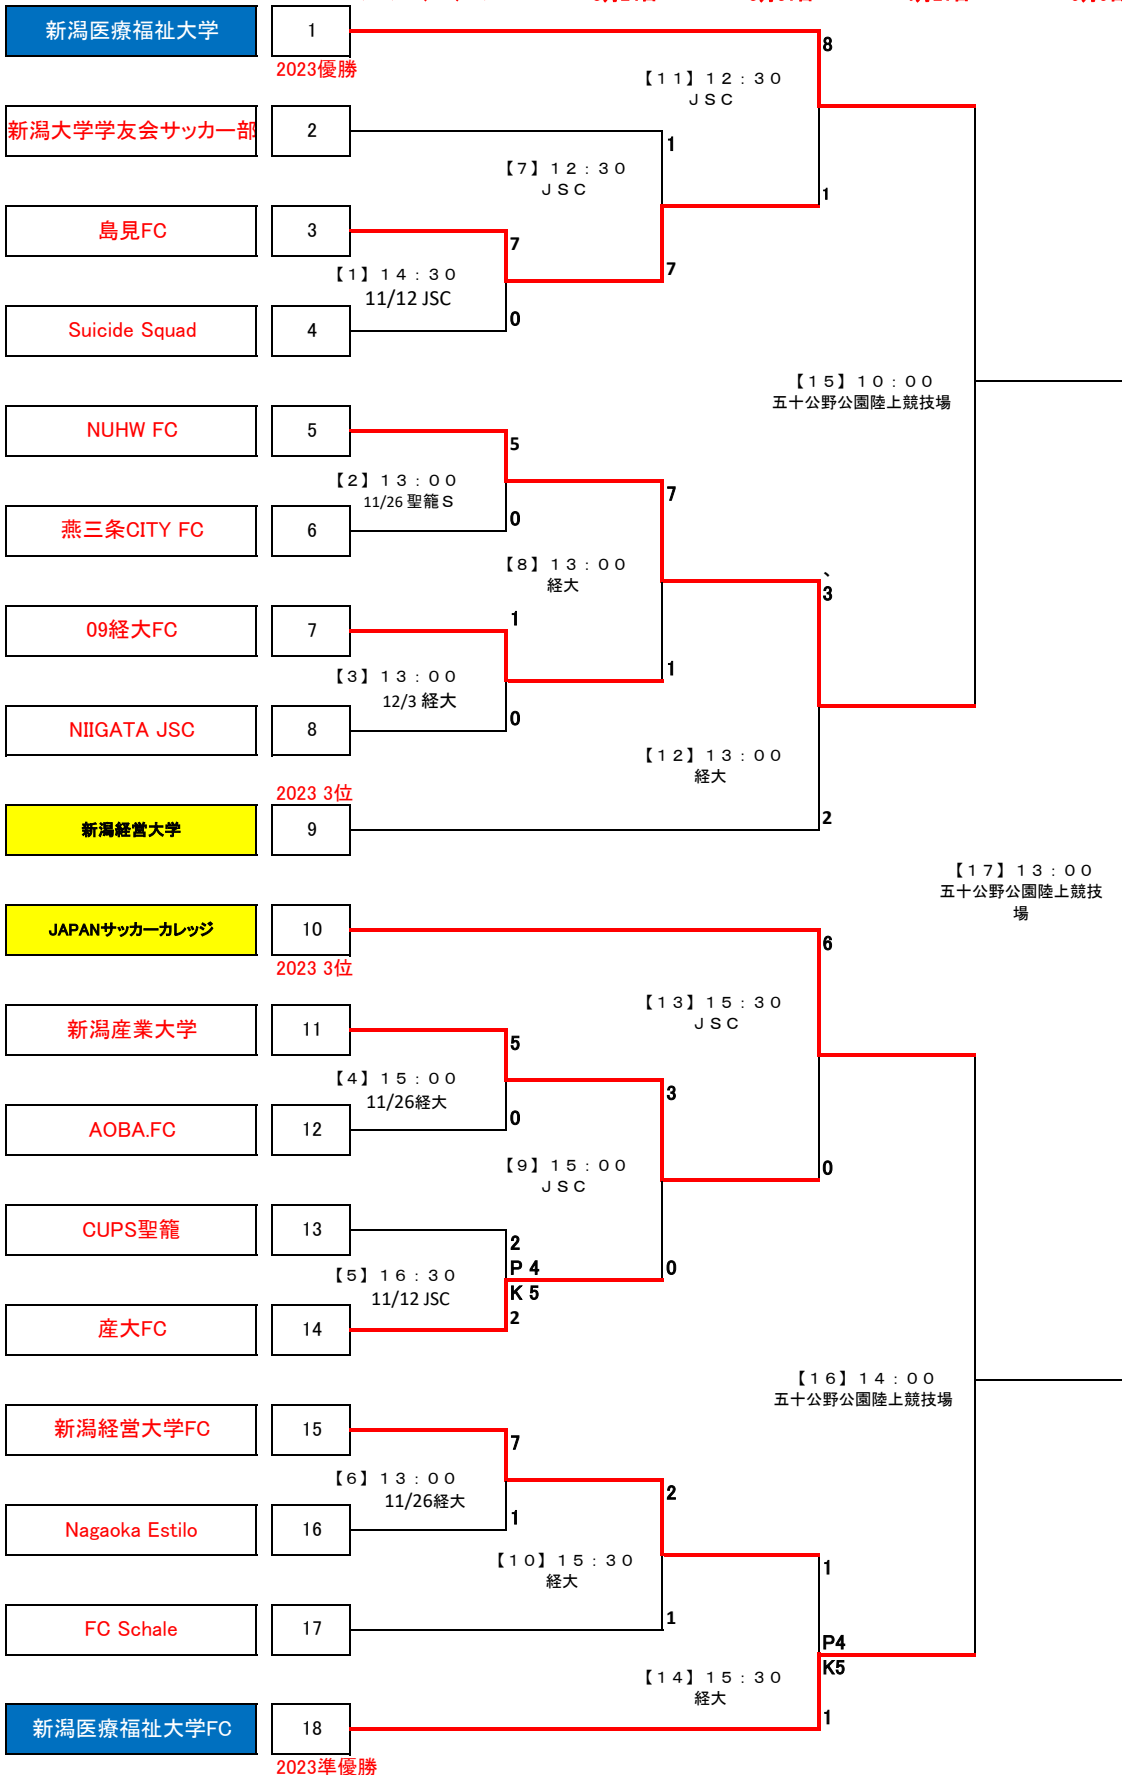 新潟医療福祉大学 1 8
2023優勝
【11】12：30
JSC
新潟大学学友会サッカー部 2 1
【7】12：30
JSC
1
島見FC 3 7
【1】14：30
11/12 JSC
7
Suicide Squad 4 0
【15】10：00
五十公野公園陸上競技場
NUHW FC 5 5
【2】13：00
11/26 聖籠S
7
燕三条CITY FC 6 0
【8】13：00
経大
、
3
09経大FC 7 1
【3】13：00
12/3 経大
1
NIIGATA JSC 8 0
【12】13：00
経大
2023 3位
新潟経営大学 9 2
【17】13：00
五十公野公園陸上競技
場
JAPANサッカーカレッジ 10 6
2023 3位
【13】15：30
JSC
新潟産業大学 11 5
【4】15：00
11/26経大
3
AOBA.FC 12 0
【9】15：00
JSC
0
CUPS聖籠 13 2
P 4
【5】16：30
11/12 JSC
K 5
0
産大FC 14 2
【16】14：00
五十公野公園陸上競技場
新潟経営大学FC 15 7
【6】13：00
11/26経大
2
Nagaoka Estilo 16 1
【10】15：30
経大
1
FC Schale 17 1
P4
K5
【14】15：30
経大
新潟医療福祉大学FC 18 1
2023準優勝